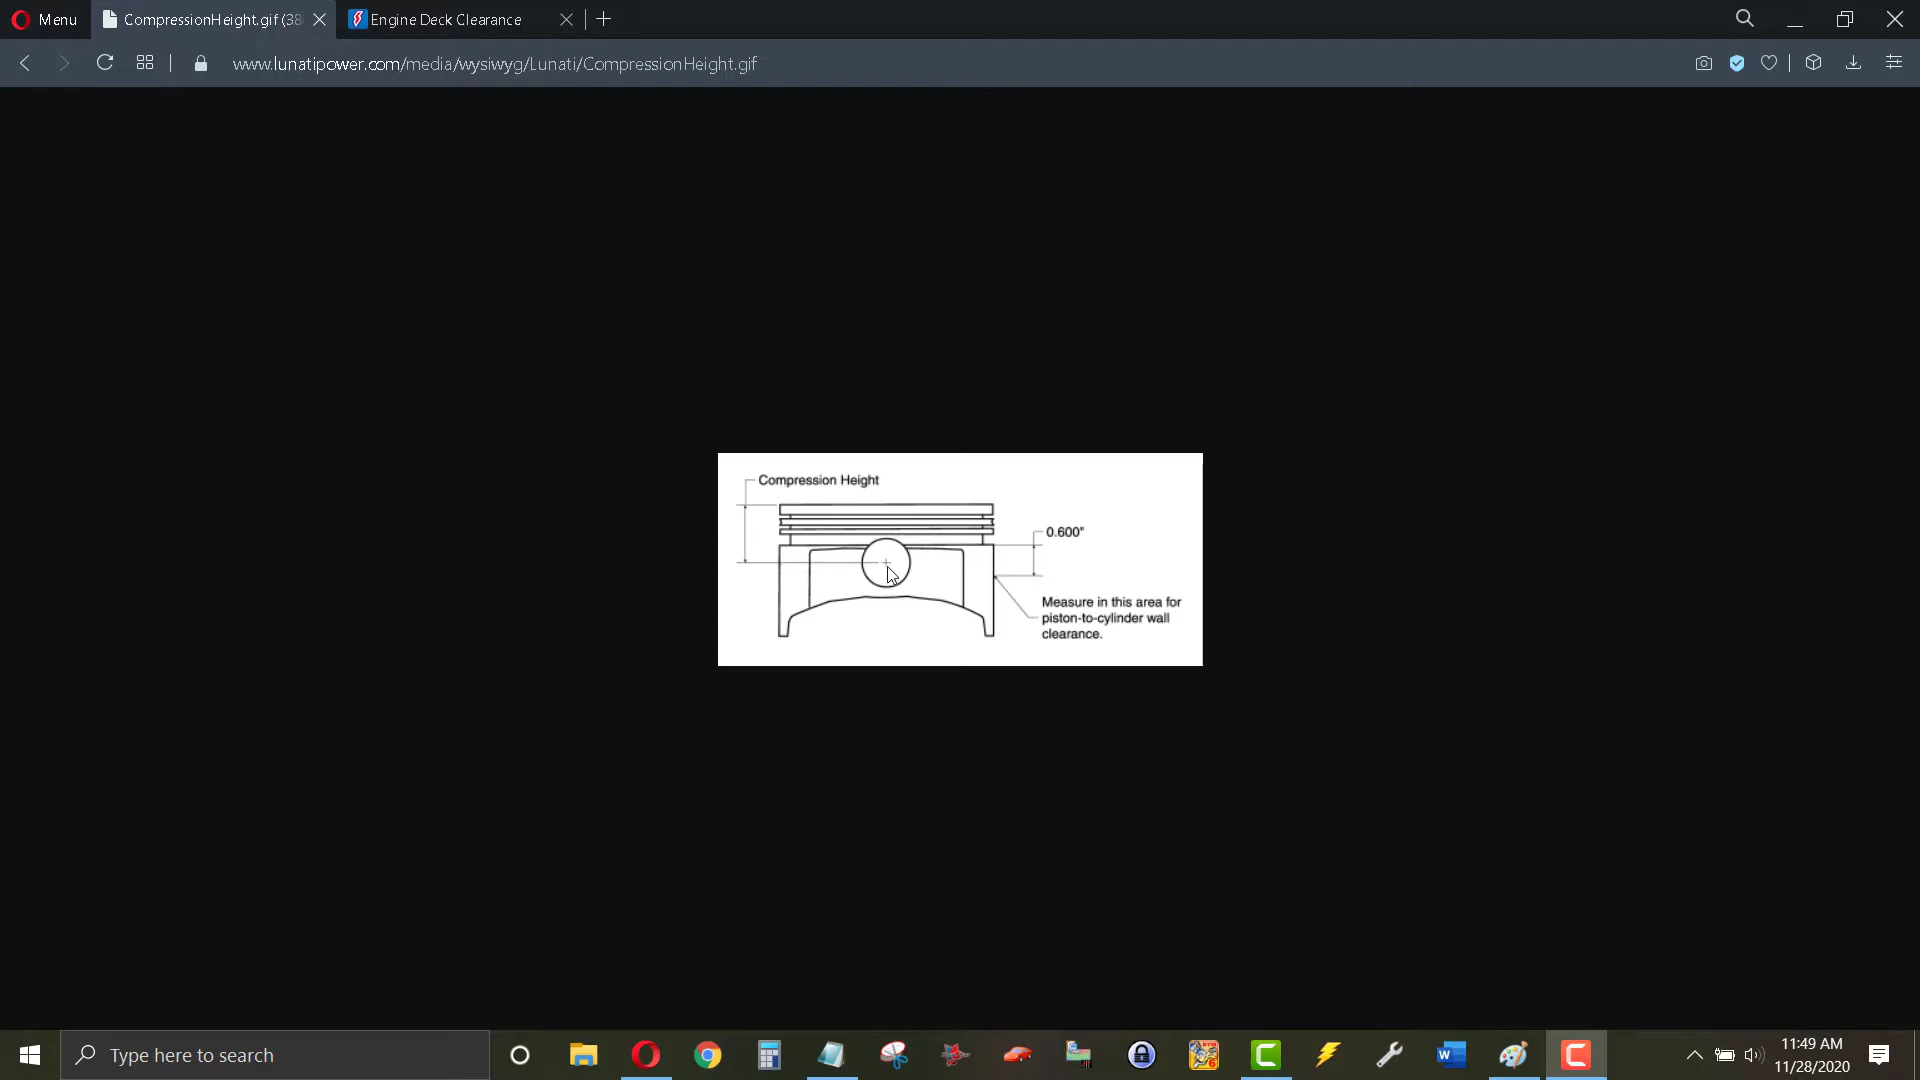 Menu
CompressionHeight.gif (38
Engine Deck Clearance
www.lunatipower.com/media/wysiwyg/Lunati/CompressionHeight.gif
Compression Height
0.600"
Measure in this area for
piston-to-cylinder wall
clearance.
Type here to search
11:49 AM
11/28/2020